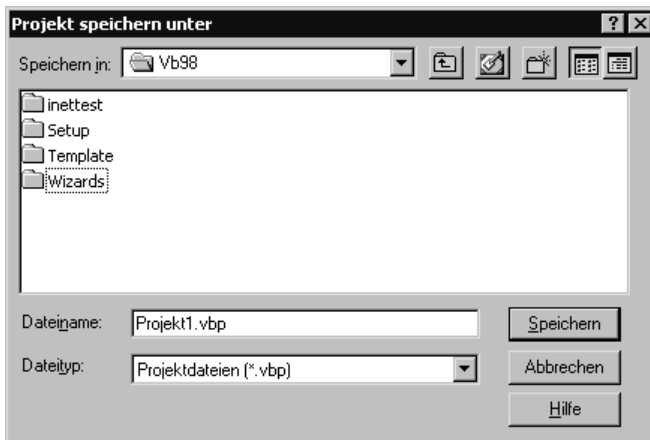 Projekt speichern unter
Speichern in: Vb98
inettest
Setup
Template
Wizards
Dateiname: Projekt1.vbp Speichern
Dateityp: Projektdateien (*.vbp) Abbrechen
Hilfe